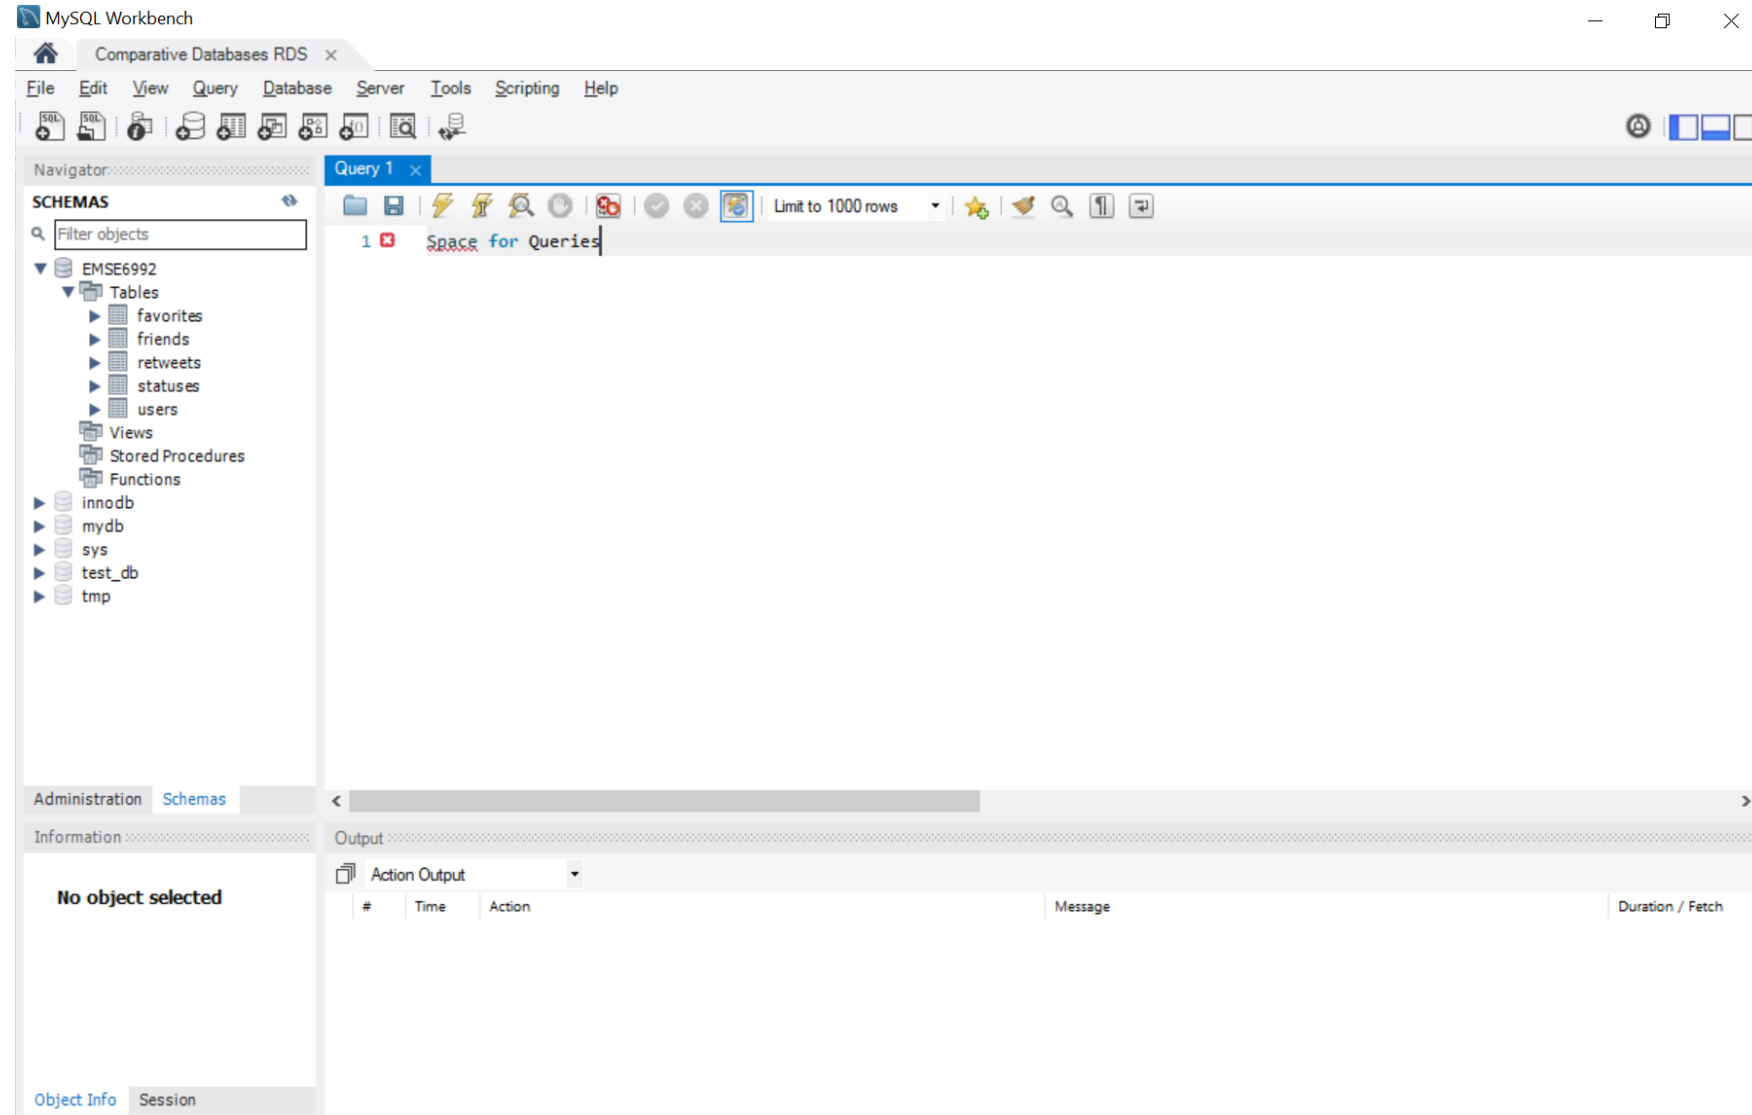 MySQL Workbench
Comparative Databases RDS
File Edit View Query Database Server Tools Scripting Help
Navigator
SCHEMAS
Filter objects
EMSE6992
Tables
favorites
friends
retweets
statuses
users
Views
Stored Procedures
Functions
innodb
mydb
sys
test_db
tmp
Administration Schemas
Information
No object selected
Object Info Session
Query 1
Limit to 1000 rows
1 Space for Queries
Output
Action Output
# Time Action Message Duration / Fetch